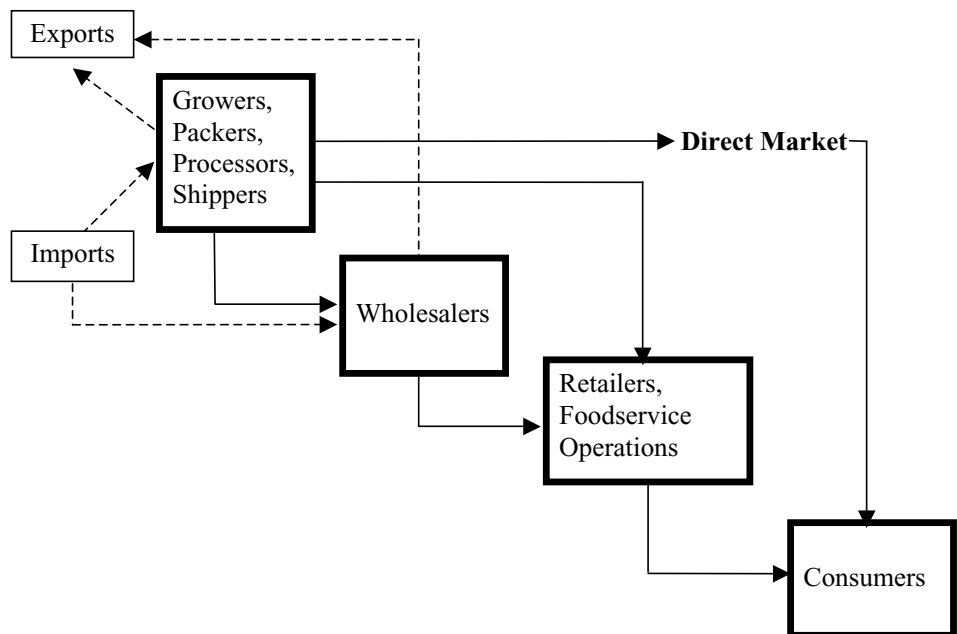 Exports
Growers,
Packers,
Processors,
Shippers
Direct Market
Imports
Wholesalers
Retailers,
Foodservice
Operations
Consumers